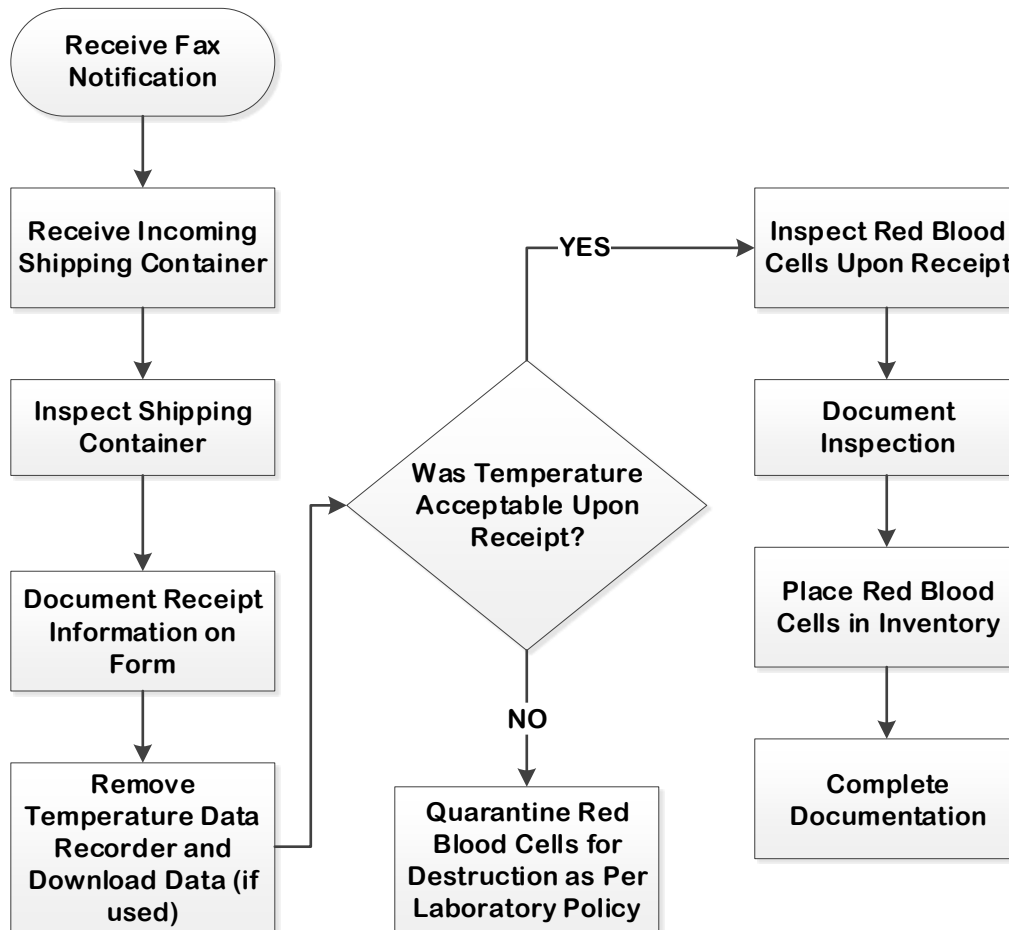 Receive Fax
Notification
Receive Incoming
Shipping Container
Inspect Shipping
Container
Document Receipt
Information on
Form
Remove
Temperature Data
Recorder and
Download Data (if
used)
Was Temperature
Acceptable Upon
Receipt?
YES
NO
Quarantine Red
Blood Cells for
Destruction as Per
Laboratory Policy
Inspect Red Blood
Cells Upon Receipt
Document
Inspection
Place Red Blood
Cells in Inventory
Complete
Documentation